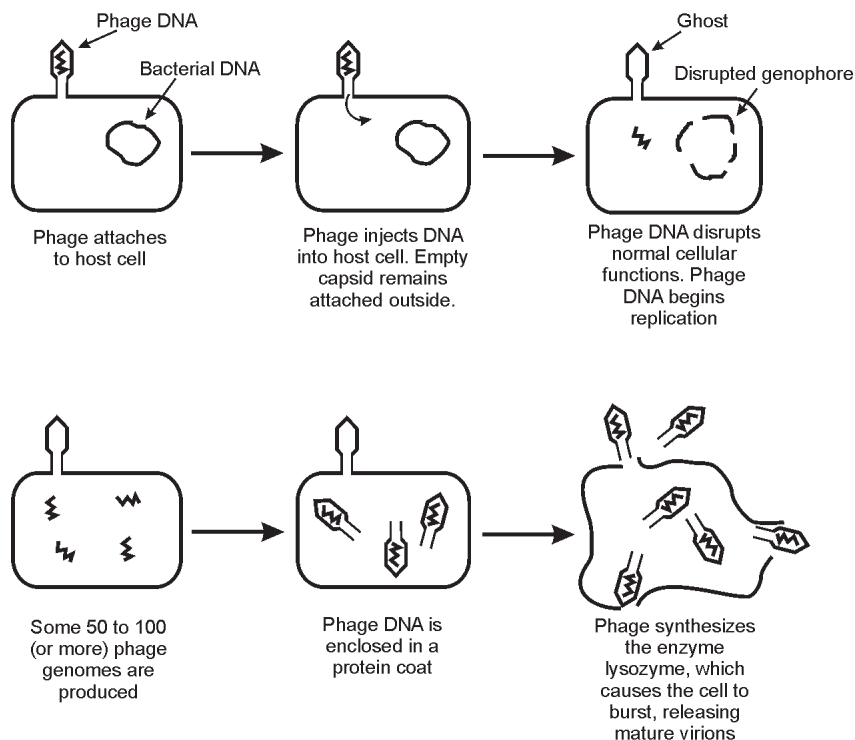 Phage DNA
Bacterial DNA
Ghost
Disrupted genophore
Phage attaches
to host cell
Phage injects DNA
into host cell. Empty
capsid remains
attached outside.
Phage DNA disrupts
normal cellular
functions. Phage
DNA begins
replication
Some 50 to 100
(or more) phage
genomes are
produced
Phage DNA is
enclosed in a
protein coat
Phage synthesizes
the enzyme
lysozyme, which
causes the cell to
burst, releasing
mature virions